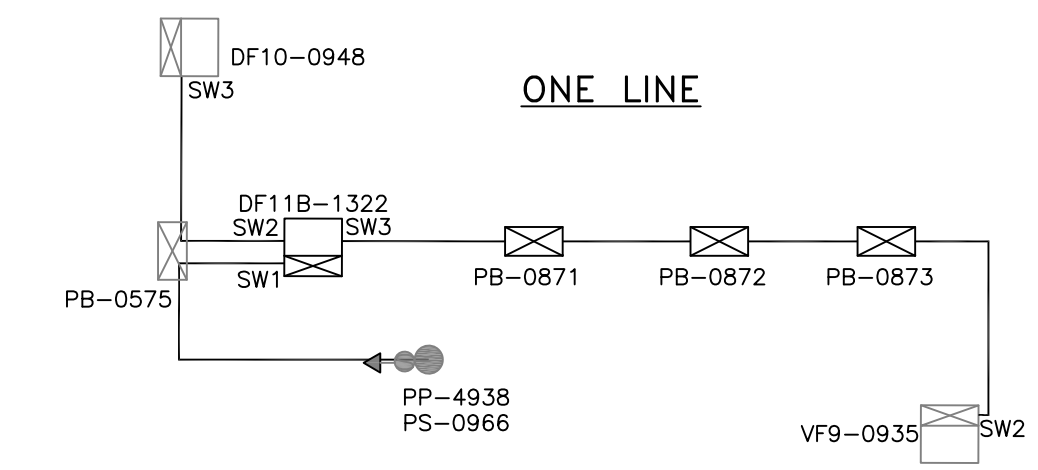 DF10-0948
SW3
ONE LINE
DF11B-1322
SW2
SW3
SW1
PB-0575
PB-0871
PB-0872
PB-0873
PP-4938
PS-0966
VF9-0935
SW2